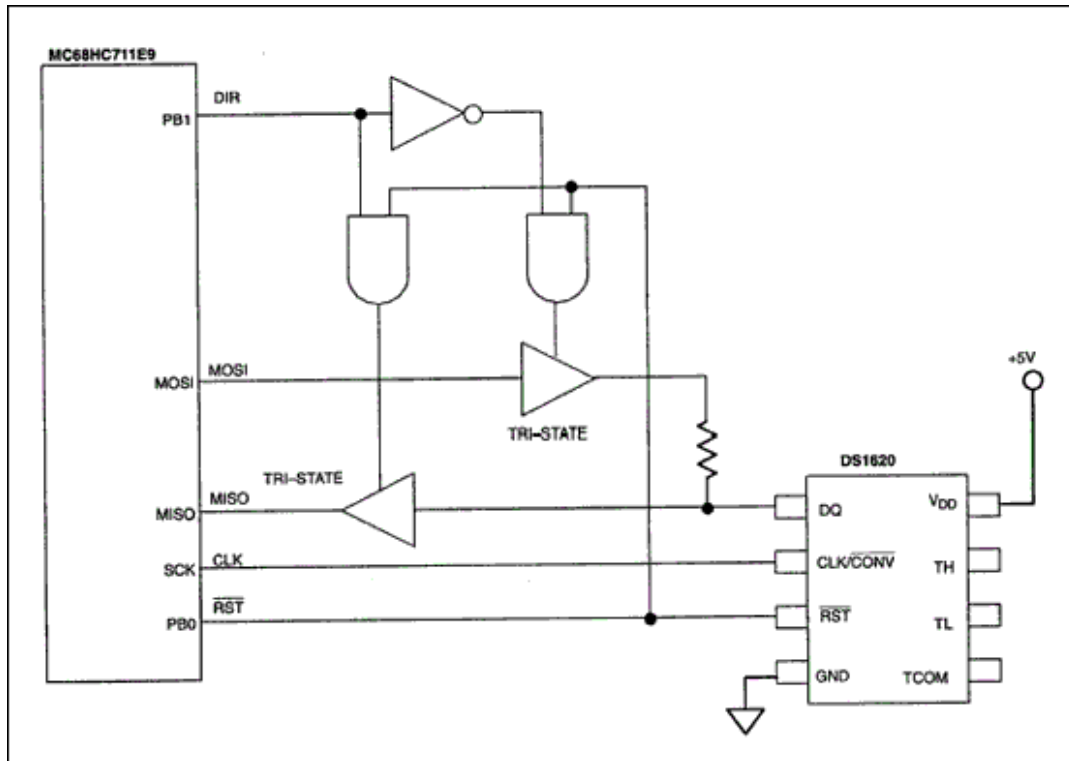 MC68HC711E9
DIR
PB1
MOSI
MOSI
TRI–STATE
+5V
TRI–STATE
DS1620
MISO
MISO
DQ
VDD
CLK
SCK
CLK/CONV
TH
RST
PB0
RST
TL
GND
TCOM